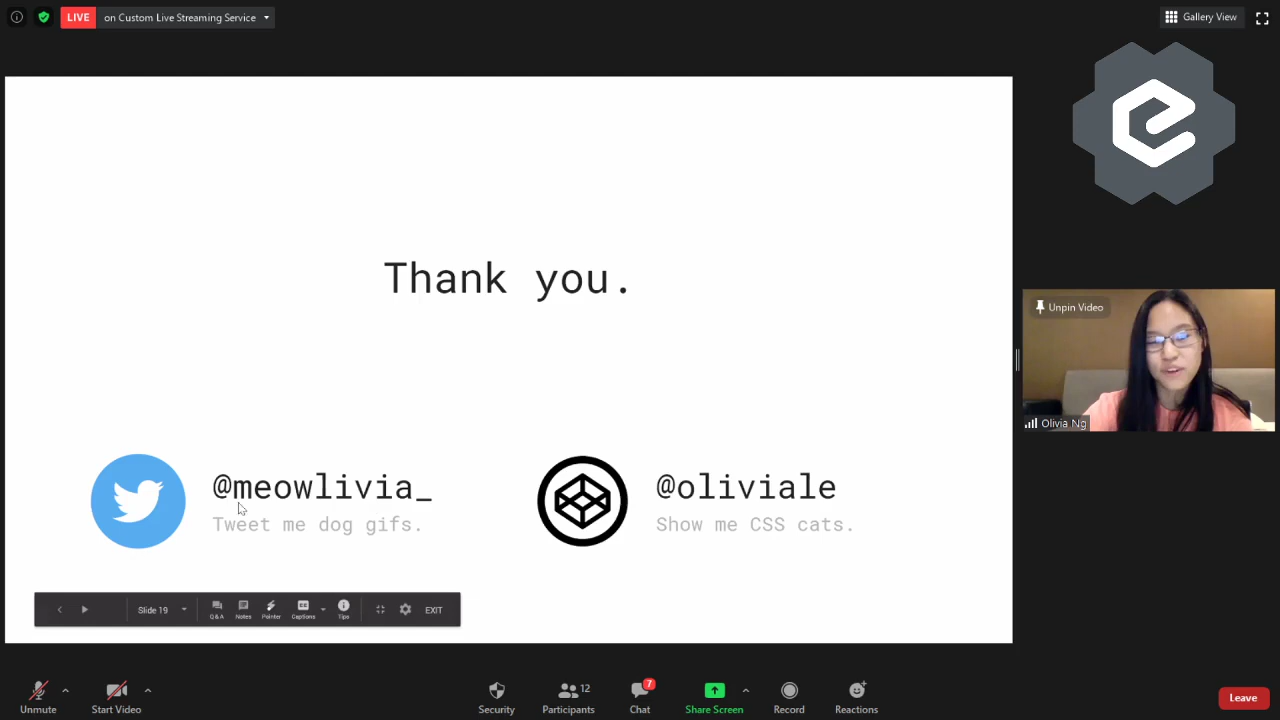 LIVE on Custom Live Streaming Service
Gallery View
Thank you.
Unpin Video
Olivia Ng
@meowlivia_
Tweet me dog gifs.
@oliviale
Show me CSS cats.
Slide 19
Q&A
Notes
Pointer
CC
Captions
Tips
EXIT
Unmute
Start Video
Security
12
Participants
7
Chat
Share Screen
Record
Reactions
Leave